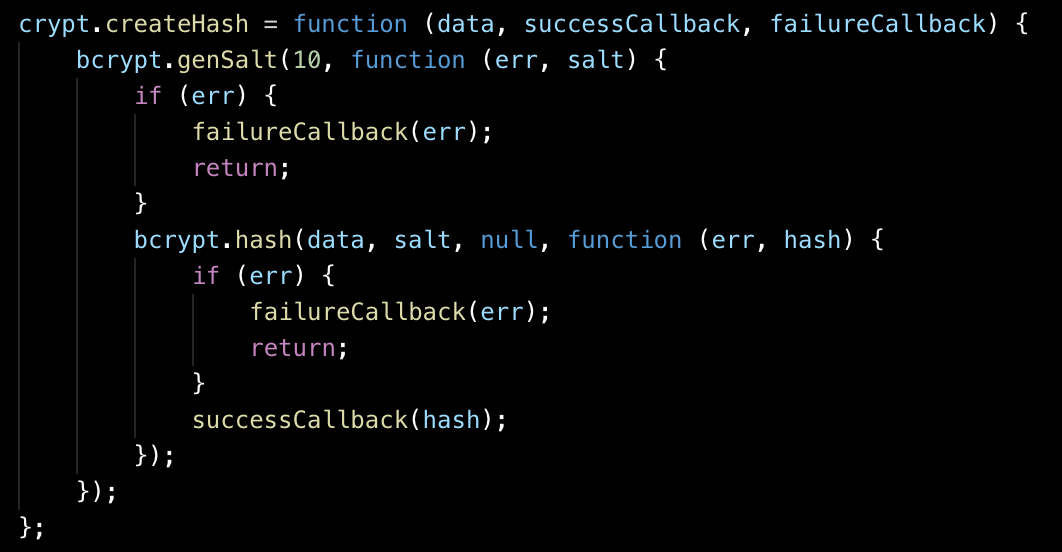 crypt.createHash = function (data, successCallback, failureCallback) {
    bcrypt.genSalt(10, function (err, salt) {
        if (err) {
            failureCallback(err);
            return;
        }
        bcrypt.hash(data, salt, null, function (err, hash) {
            if (err) {
                failureCallback(err);
                return;
            }
            successCallback(hash);
        });
    });
};